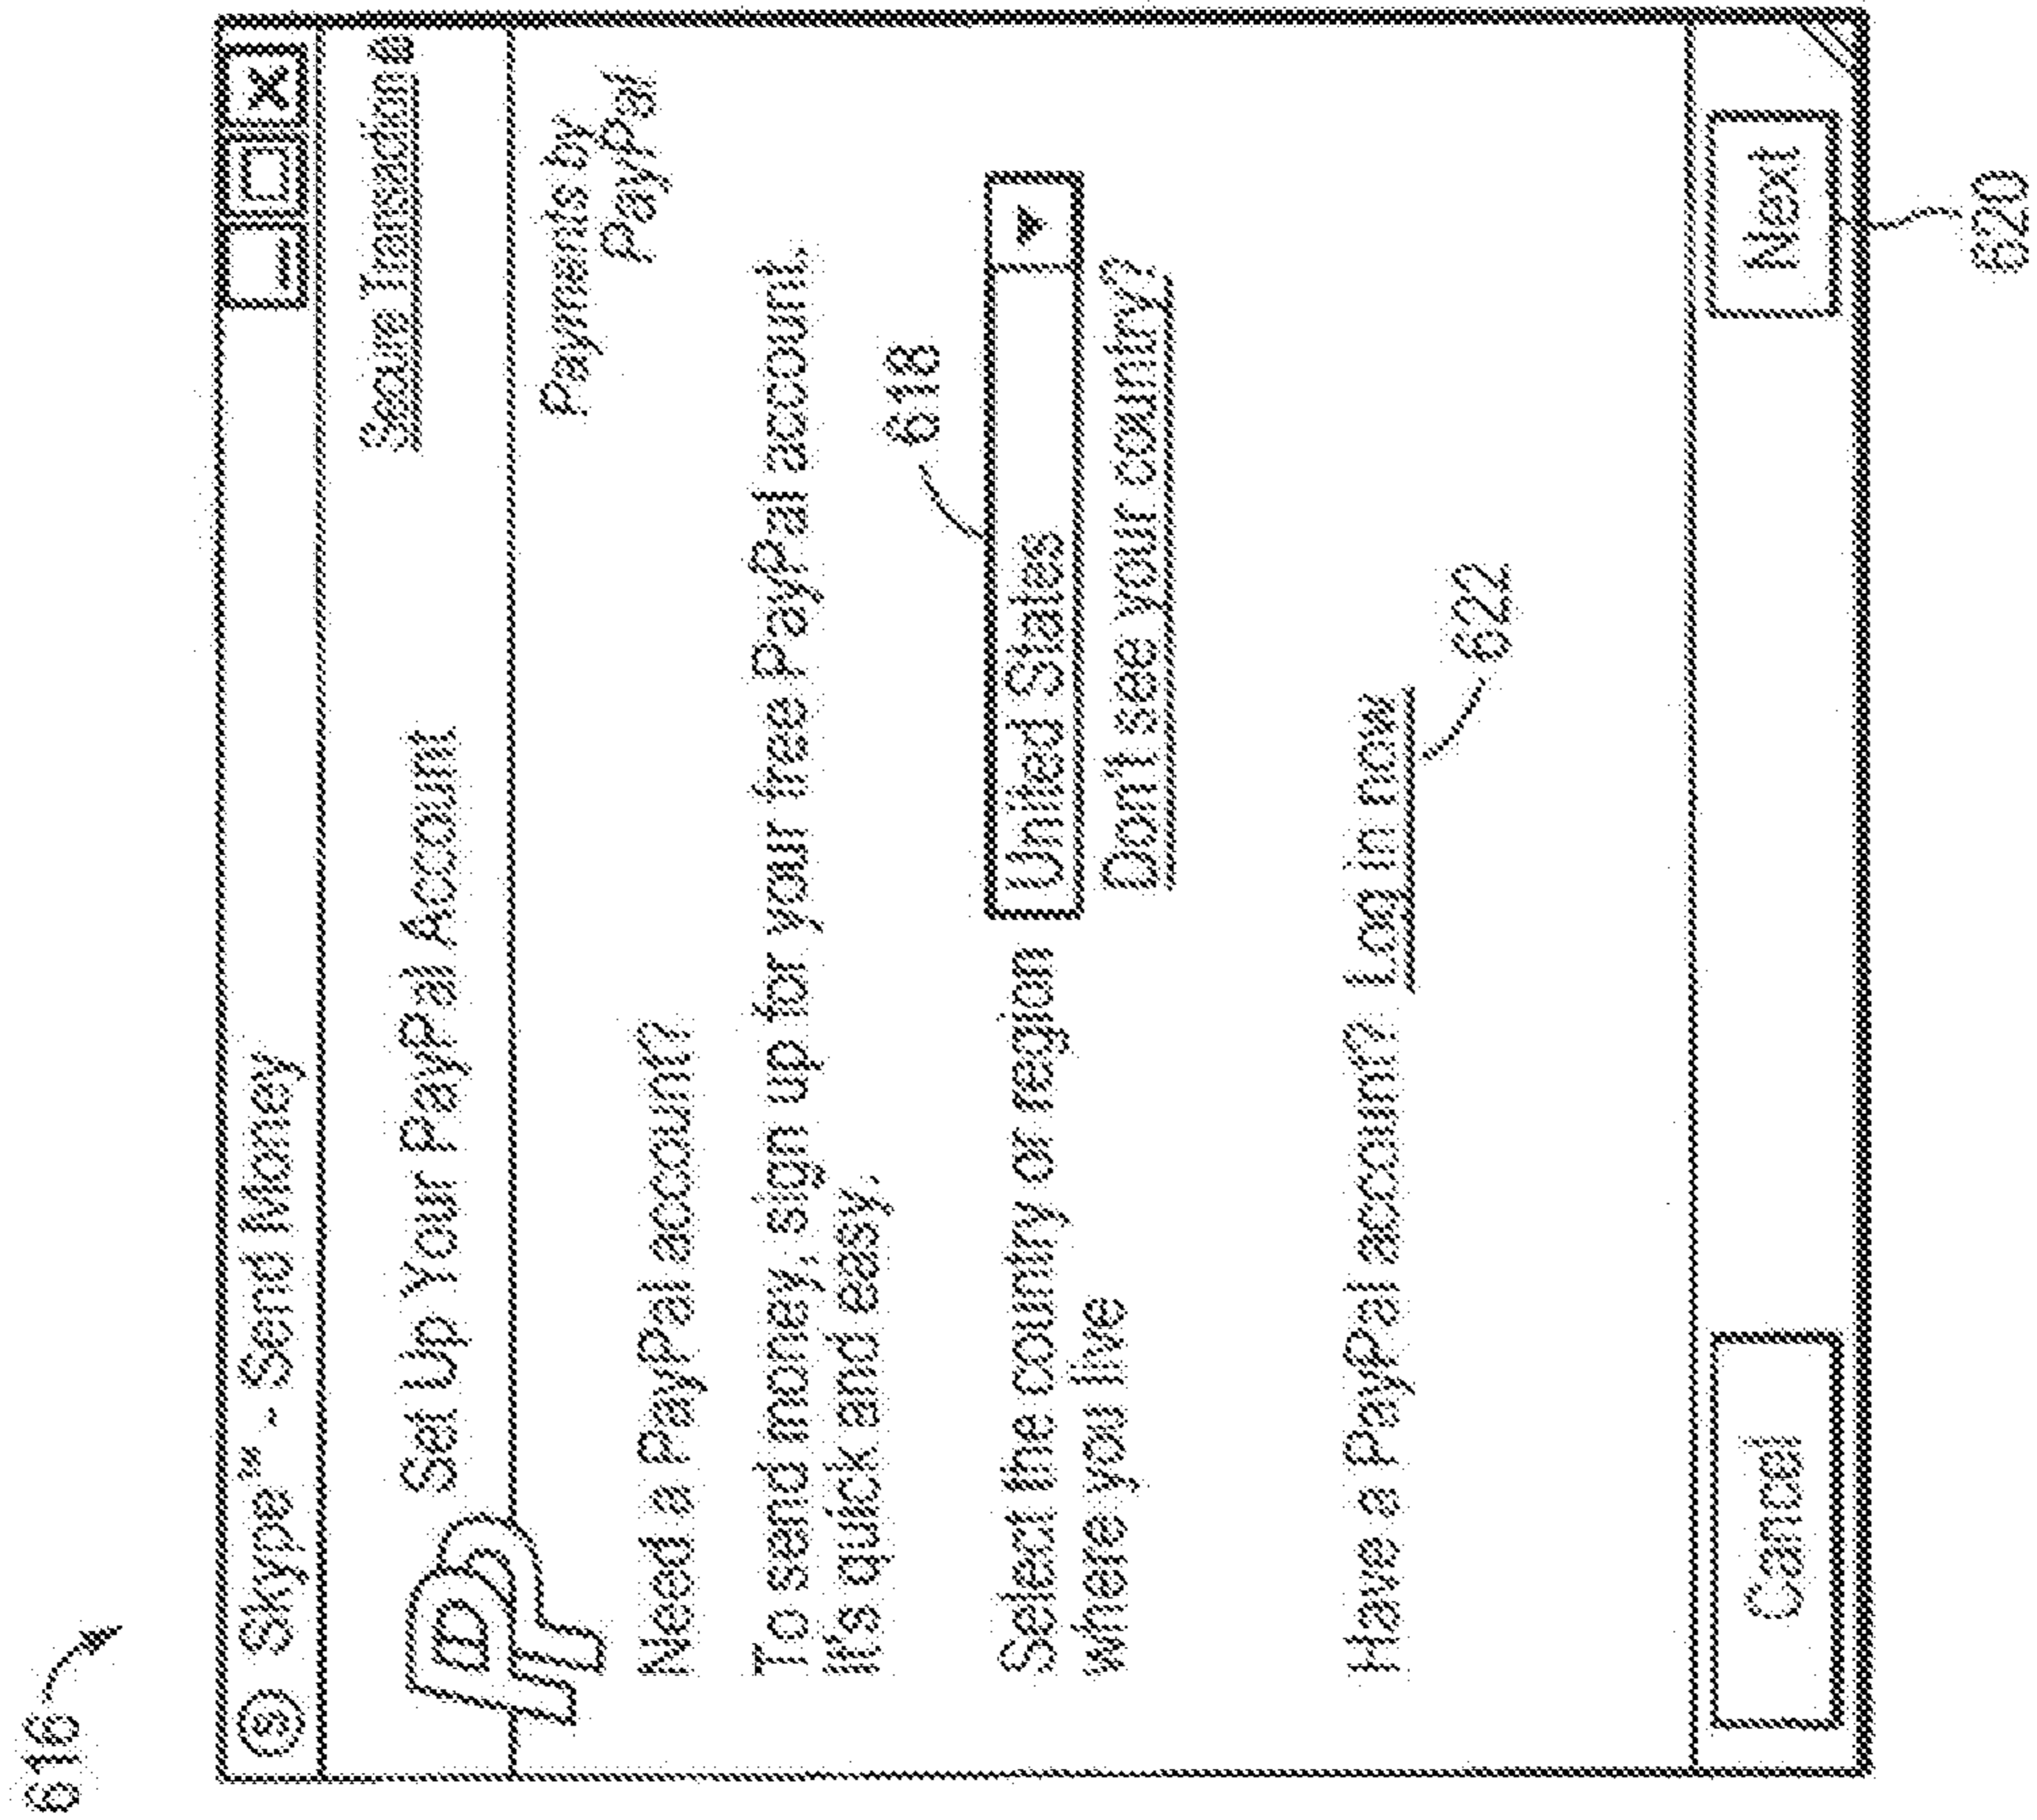 616
Skype™ - Send Money
Secure Transaction
Set Up Your PayPal Account
Payments by
PayPal
Need a PayPal account?
To send money, sign up for your free PayPal account.
It's quick and easy.
618
Select the country or region United States
where you live Don't see your country?
Have a PayPal account? Log in now
622
Cancel Next
620